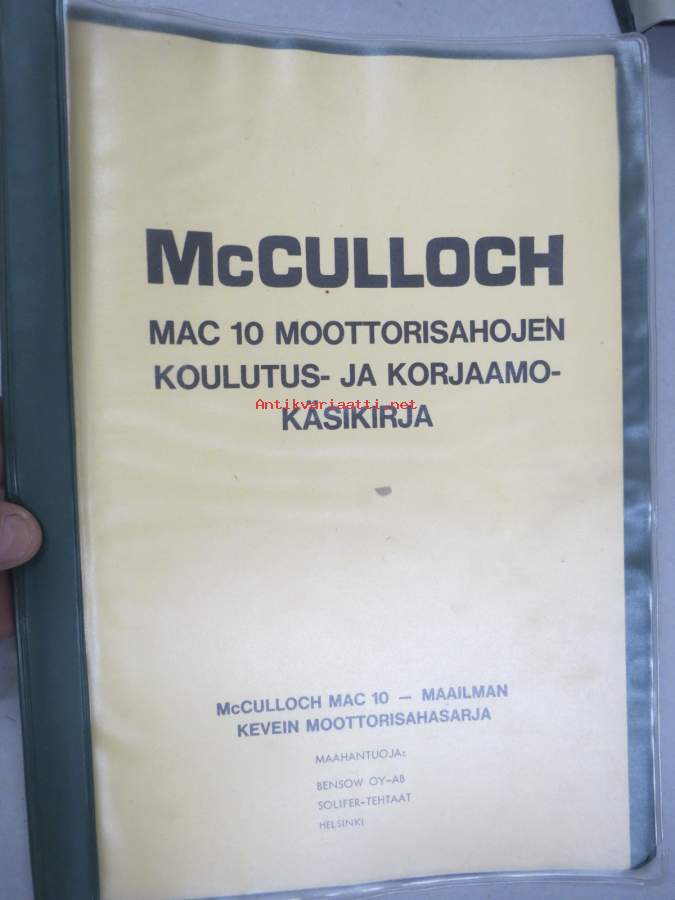 McCULLOCH
MAC 10 MOOTTORISAHOJEN
KOULUTUS- JA KORJAAMO-
Antikvariaatti.net
KÄSIKIRJA
McCULLOCH MAC 10 — MAAILMAN
KEVEIN MOOTTORISAHASARJA
MAAHANTUOJA:
BENSOW OY-AB
SOLIFER-TEHTAAT
HELSINKI